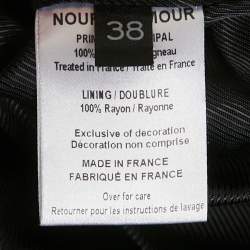 38
100%
Treated in France / Traité en France
LINING / DOUBLURE
100% Rayon / Rayonne
Exclusive of decoration
Décoration non comprise
MADE IN FRANCE
FABRIQUÉ EN FRANCE
Over for care
Retourner pour les instructions de lavage